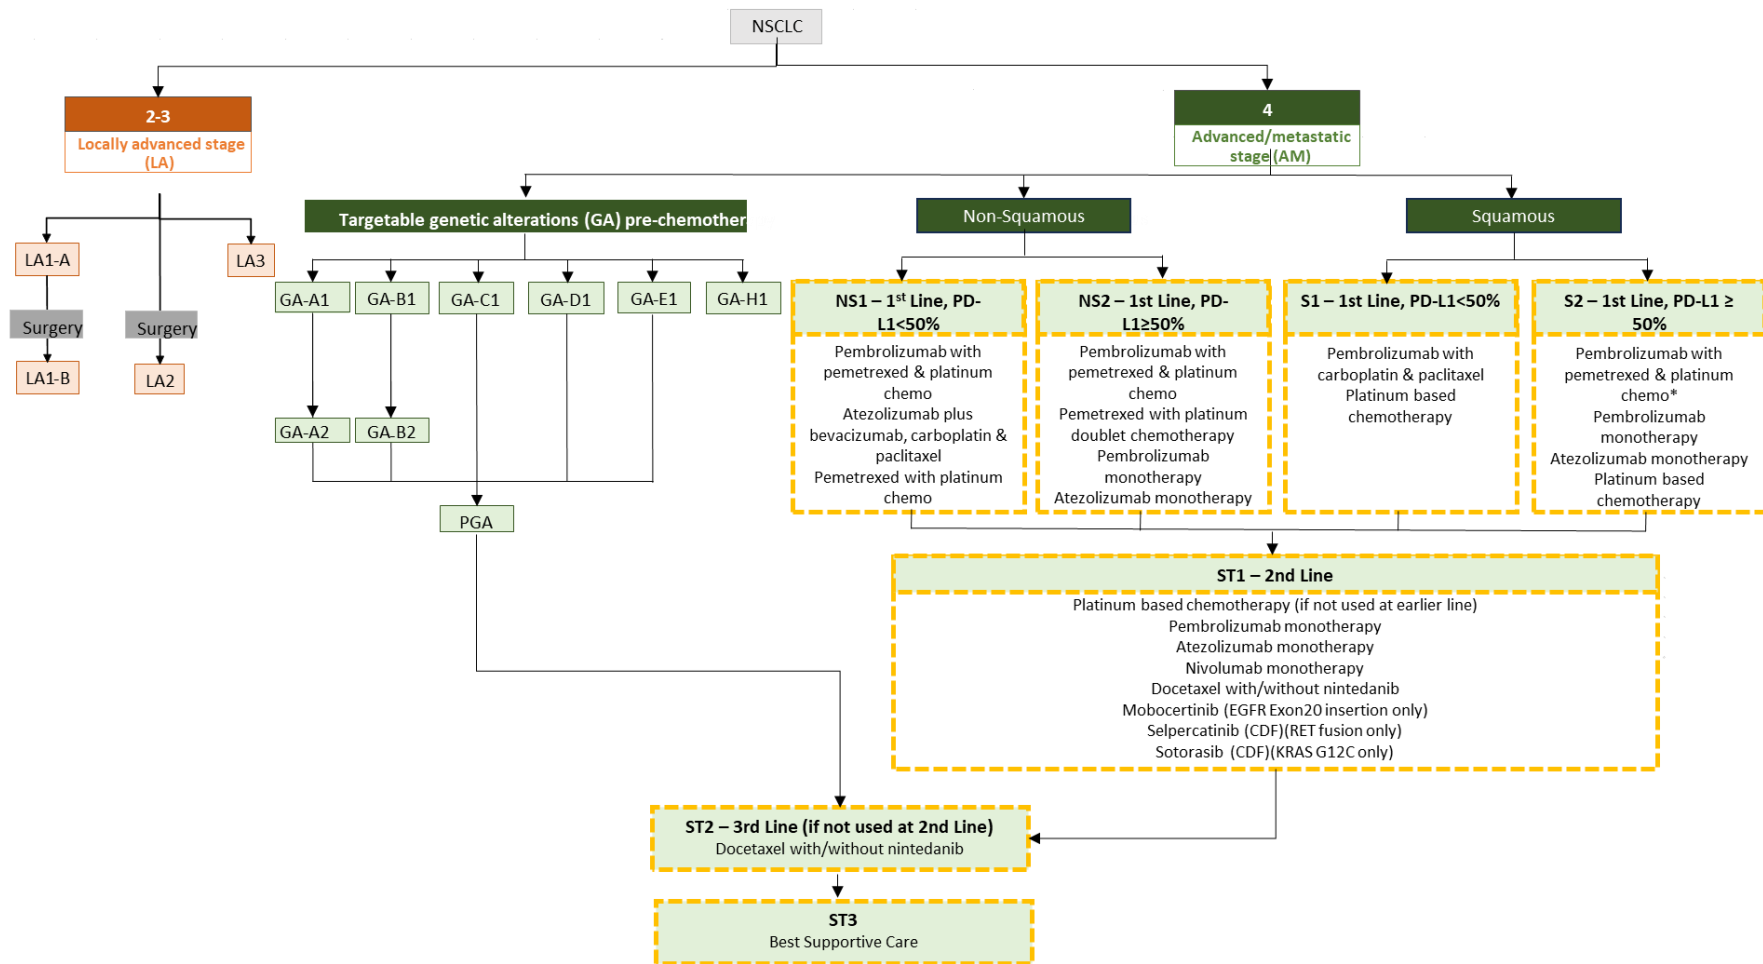 NSCLC
2-3
Locally advanced stage
(LA)
4
Advanced/metastatic
stage (AM)
Targetable genetic alterations (GA) pre-chemother
Non-Squamous
Squamous
LA1-A
LA3
Surgery
Surgery
LA1-B
LA2
GA-A1
GA-B1
GA-C1
GA-D1
GA-E1
GA-H1
GA-A2
GA-B2
PGA
NS1 – 1st Line, PD-
L1<50%
Pembrolizumab with
pemetrexed & platinum
chemo
Atezolizumab plus
bevacizumab, carboplatin &
paclitaxel
Pemetrexed with platinum
chemo
NS2 – 1st Line, PD-
L1≥50%
Pembrolizumab with
pemetrexed & platinum
chemo
Pemetrexed with platinum
doublet chemotherapy
Pembrolizumab
monotherapy
Atezolizumab monotherapy
S1 – 1st Line, PD-L1<50%
Pembrolizumab with
carboplatin & paclitaxel
Platinum based
chemotherapy
S2 – 1st Line, PD-L1 ≥
50%
Pembrolizumab with
pemetrexed & platinum
chemo*
Pembrolizumab
monotherapy
Atezolizumab monotherapy
Platinum based
chemotherapy
ST1 – 2nd Line
Platinum based chemotherapy (if not used at earlier line)
Pembrolizumab monotherapy
Atezolizumab monotherapy
Nivolumab monotherapy
Docetaxel with/without nintedanib
Mobocertinib (EGFR Exon20 insertion only)
Selpercatinib (CDF)(RET fusion only)
Sotorasib (CDF)(KRAS G12C only)
ST2 – 3rd Line (if not used at 2nd Line)
Docetaxel with/without nintedanib
ST3
Best Supportive Care